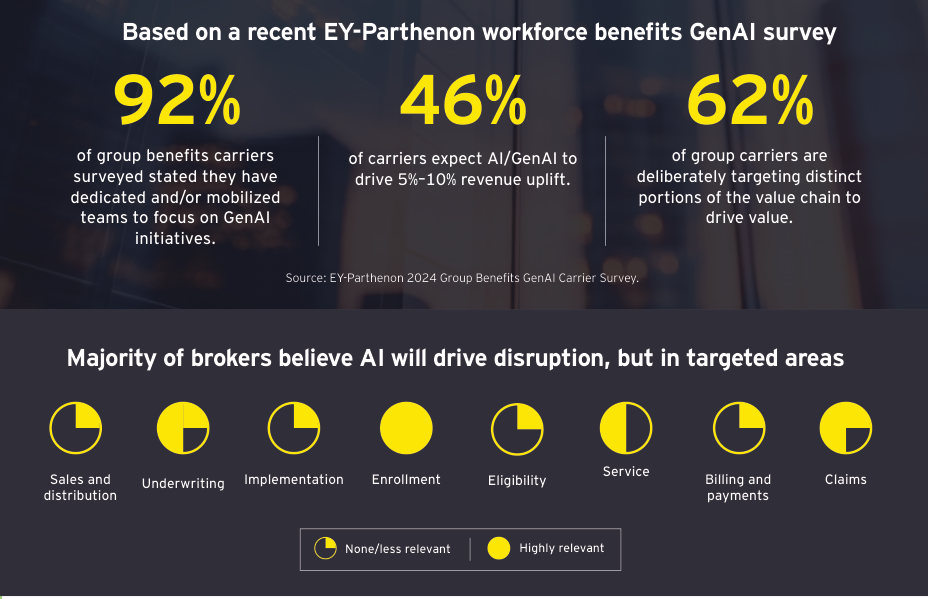 Based on a recent EY-Parthenon workforce benefits GenAI survey
92%
of group benefits carriers
surveyed stated they have
dedicated and/or mobilized
teams to focus on GenAI
initiatives.
46%
of carriers expect AI/GenAI to
drive 5%–10% revenue uplift.
62%
of group carriers are
deliberately targeting distinct
portions of the value chain to
drive value.
Source: EY-Parthenon 2024 Group Benefits GenAI Carrier Survey.
Majority of brokers believe AI will drive disruption, but in targeted areas
Sales and
distribution
Underwriting
Implementation
Enrollment
Eligibility
Service
Billing and
payments
Claims
None/less relevant
Highly relevant